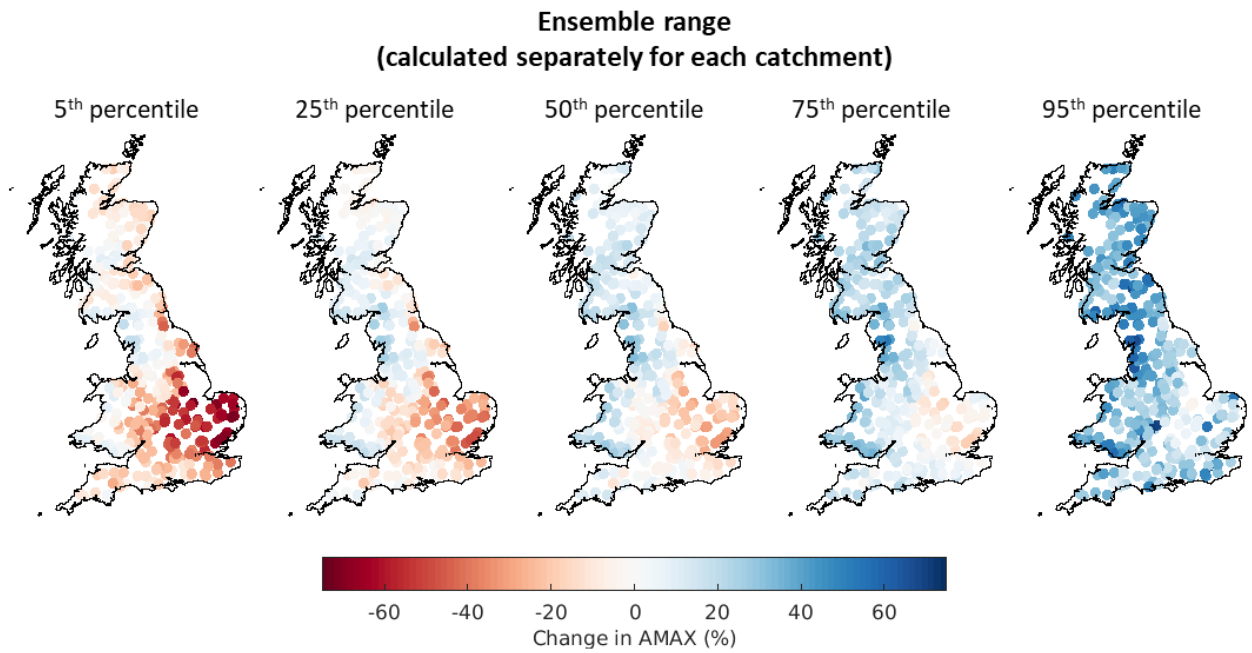 Ensemble range
(calculated separately for each catchment)
5th percentile 25th percentile 50th percentile 75th percentile 95th percentile
-60 -40 -20 0 20 40 60
Change in AMAX (%)